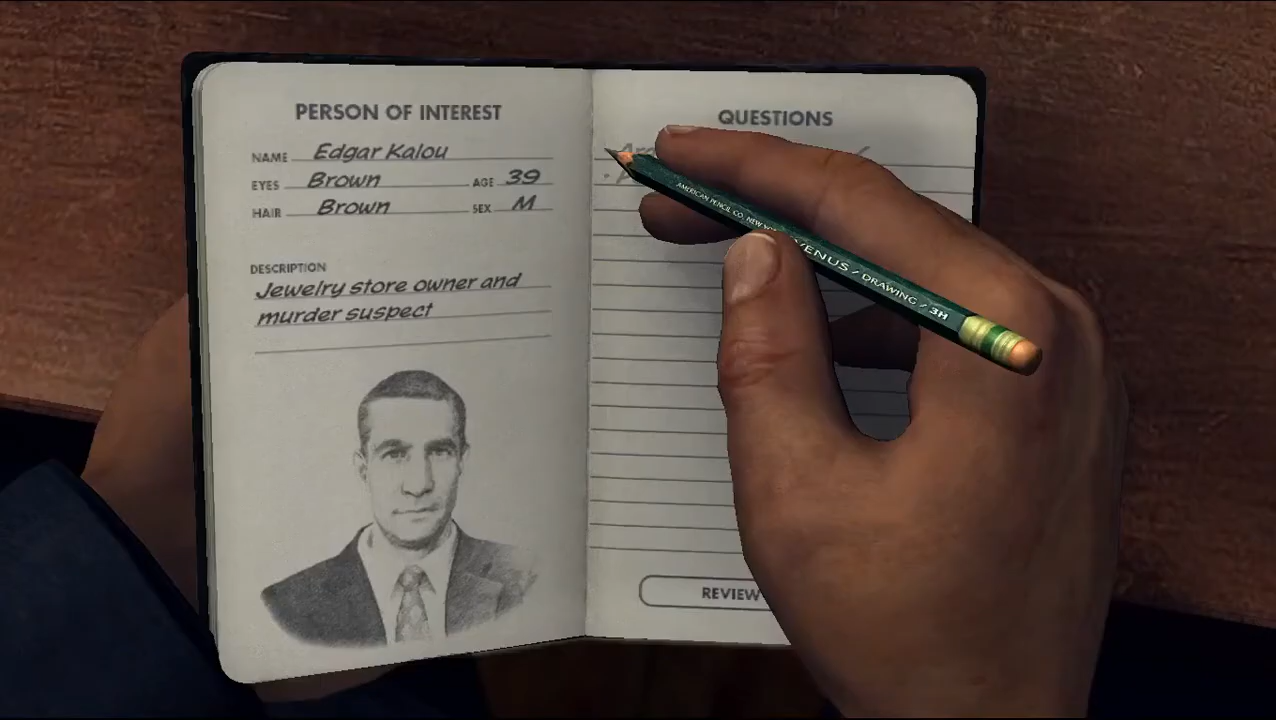 PERSON OF INTEREST
NAME Edgar Kalou
EYES Brown AGE 39
HAIR Brown SEX M
DESCRIPTION
Jewelry store owner and
murder suspect
QUESTIONS
AMERICAN PENCIL CO. NEW VENUS / DRAWING / 3H
REVIEW